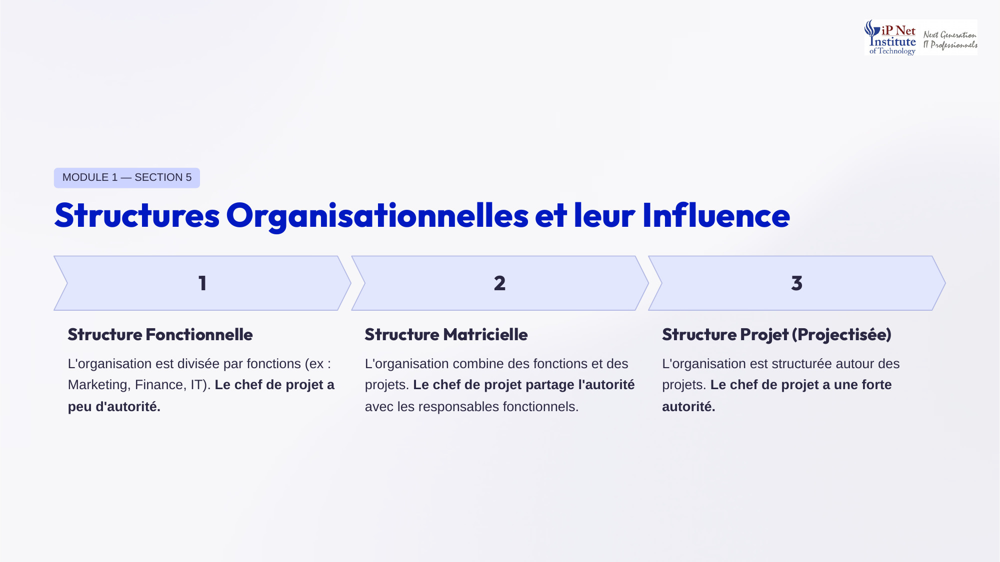 iP Net
Institute
of Technology
Next Generation
IT Professionnels
MODULE 1 — SECTION 5
Structures Organisationnelles et leur Influence
1
2
3
Structure Fonctionnelle
L'organisation est divisée par fonctions (ex :
Marketing, Finance, IT). Le chef de projet a
peu d'autorité.
Structure Matricielle
L'organisation combine des fonctions et des
projets. Le chef de projet partage l'autorité
avec les responsables fonctionnels.
Structure Projet (Projectisée)
L'organisation est structurée autour des
projets. Le chef de projet a une forte
autorité.